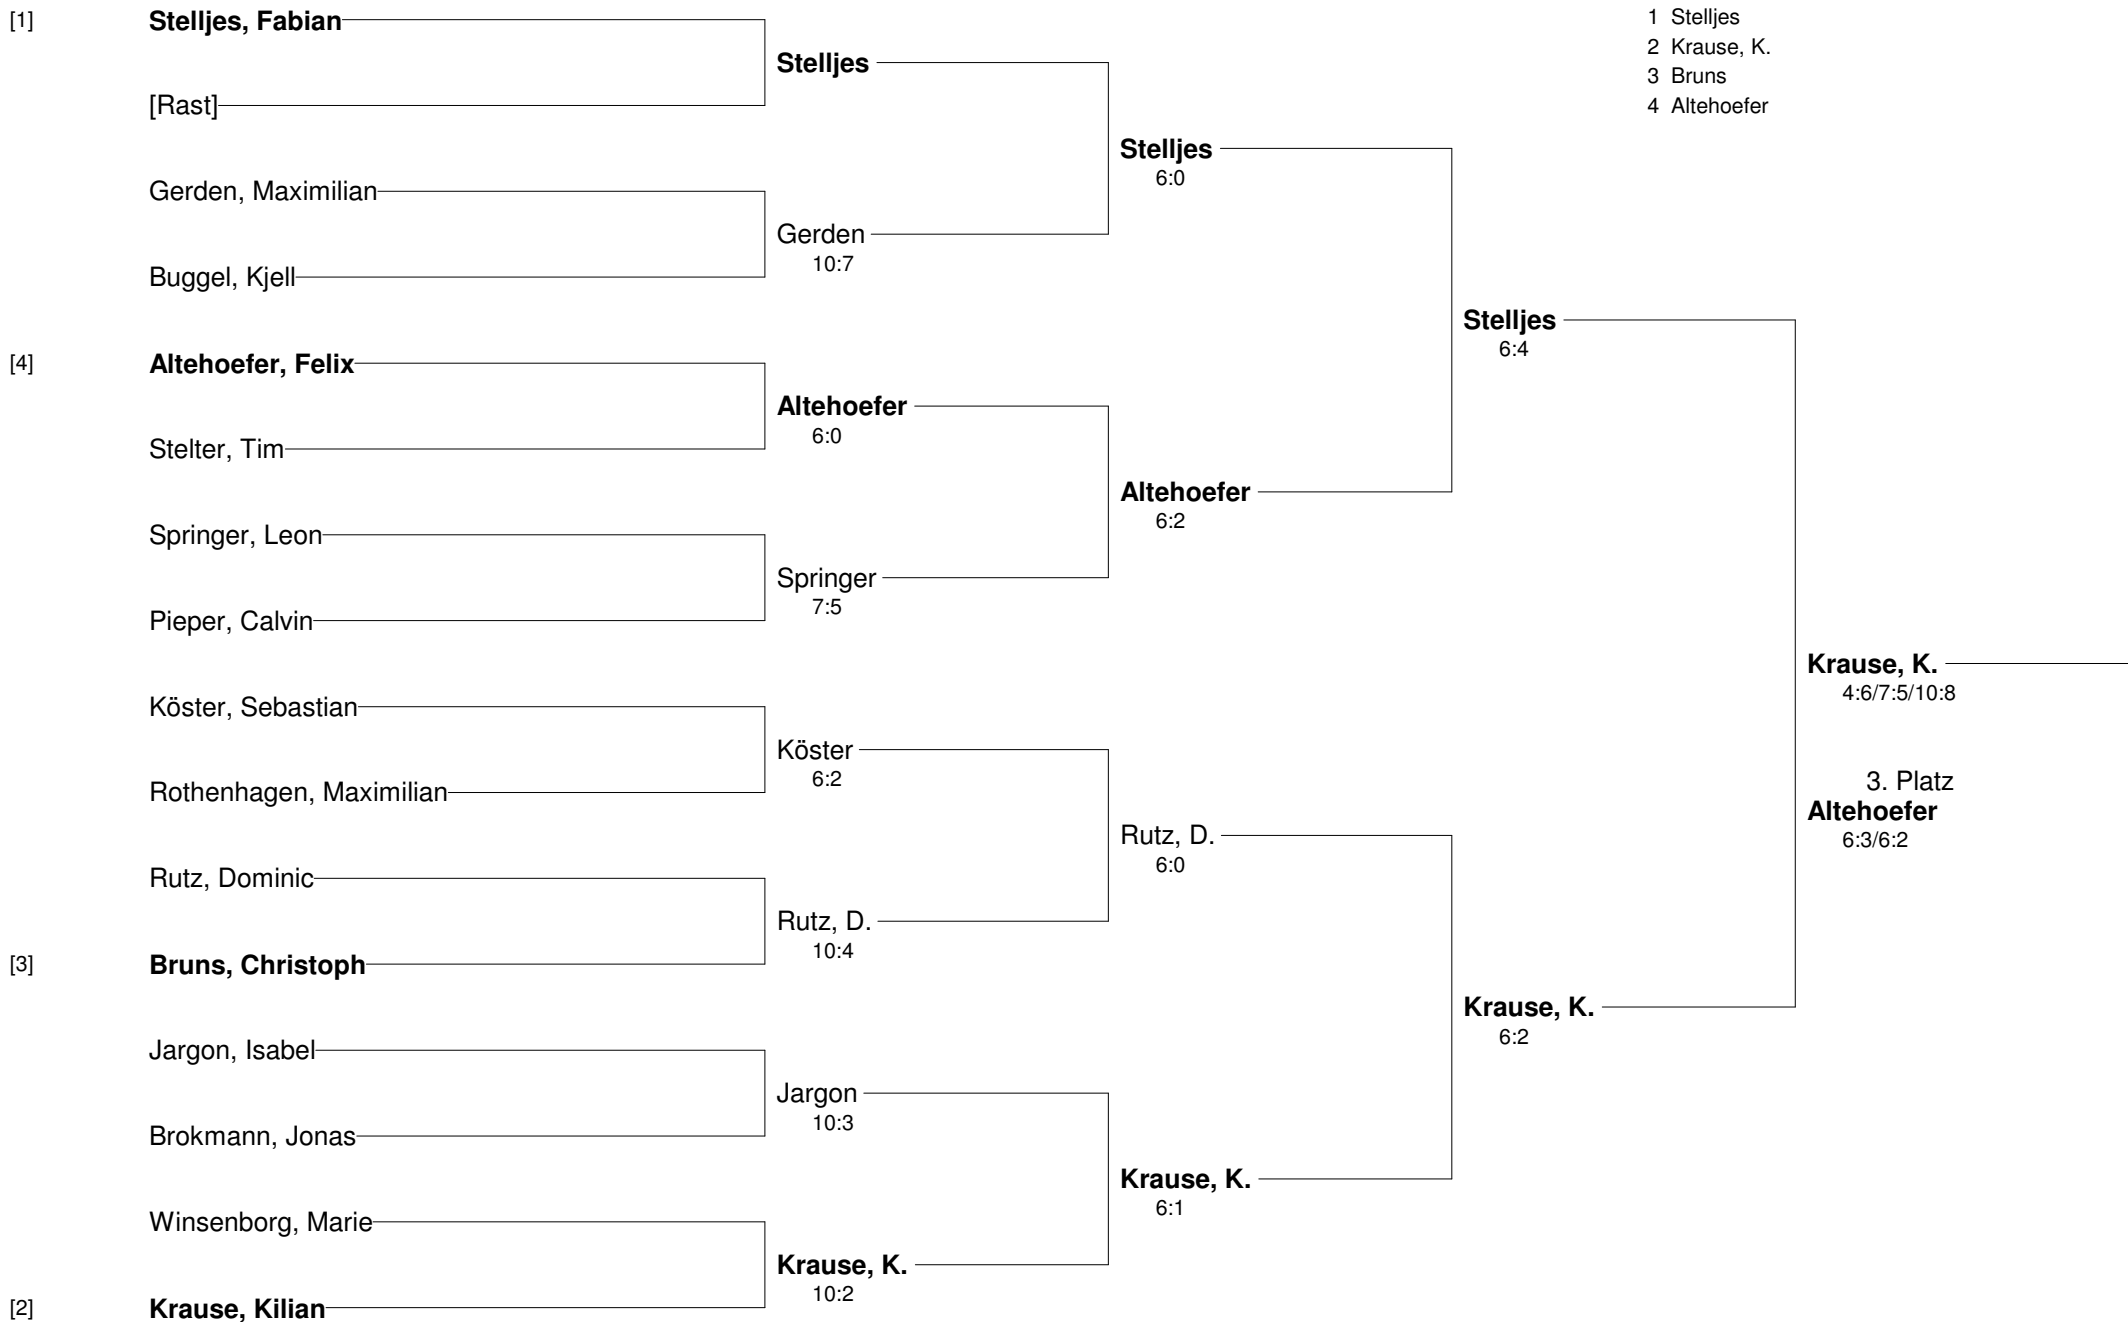 [1] Stelljes, Fabian
[Rast]
Gerden, Maximilian
Buggel, Kjell
[4] Altehoefer, Felix
Stelter, Tim
Springer, Leon
Pieper, Calvin
Köster, Sebastian
Rothenhagen, Maximilian
Rutz, Dominic
[3] Bruns, Christoph
Jargon, Isabel
Brokmann, Jonas
Winsenborg, Marie
[2] Krause, Kilian
Stelljes
Gerden
10:7
Altehoefer
6:0
Springer
7:5
Köster
6:2
Rutz, D.
10:4
Jargon
10:3
Krause, K.
10:2
Stelljes
6:0
Altehoefer
6:2
Rutz, D.
6:0
Krause, K.
6:1
Stelljes
6:4
Krause, K.
6:2
1 Stelljes
2 Krause, K.
3 Bruns
4 Altehoefer
Krause, K.
4:6/7:5/10:8
3. Platz
Altehoefer
6:3/6:2